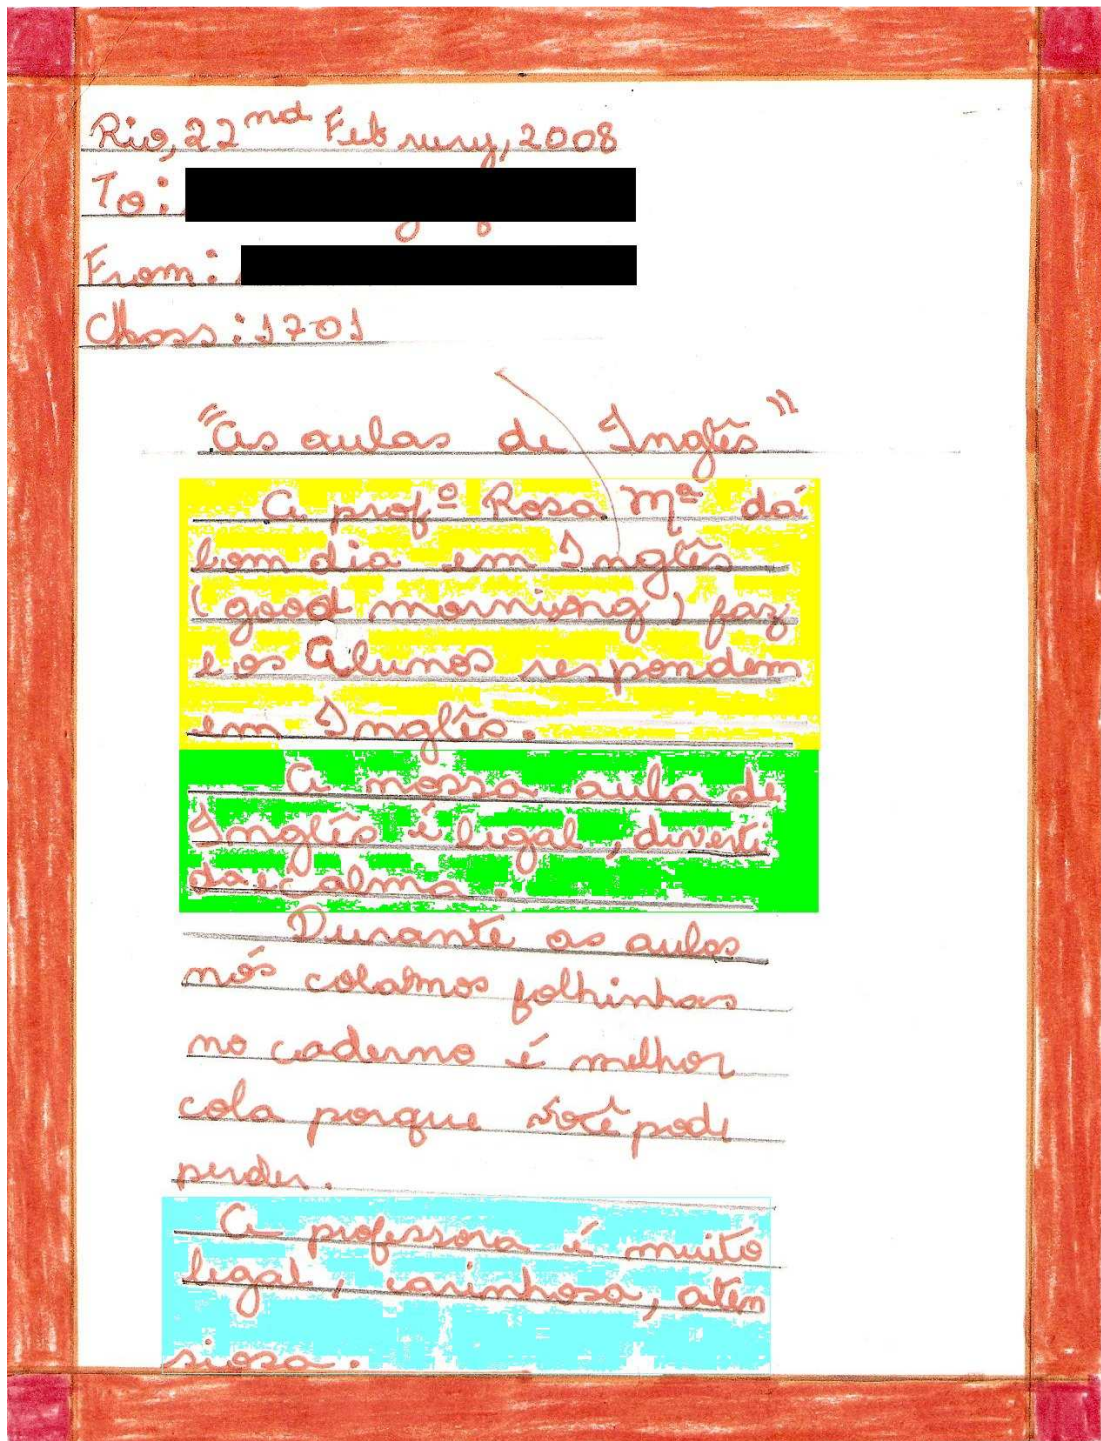 Rio, 22nd February, 2008
To:
From:
Class: 1701
"As aulas de Inglês"
A profª Rosa Mª dá
bom dia em Inglês
(good morniong) faz
e os Alunos respondem
em Inglês.
A nossa aula de
Inglês é legal, diverti
da e calma.
Durante as aulas
nós colamos folhinhas
no caderno é melhor
cola porque você pode
perder.
A professora é muito
legal, carinhosa, aten
siosa.